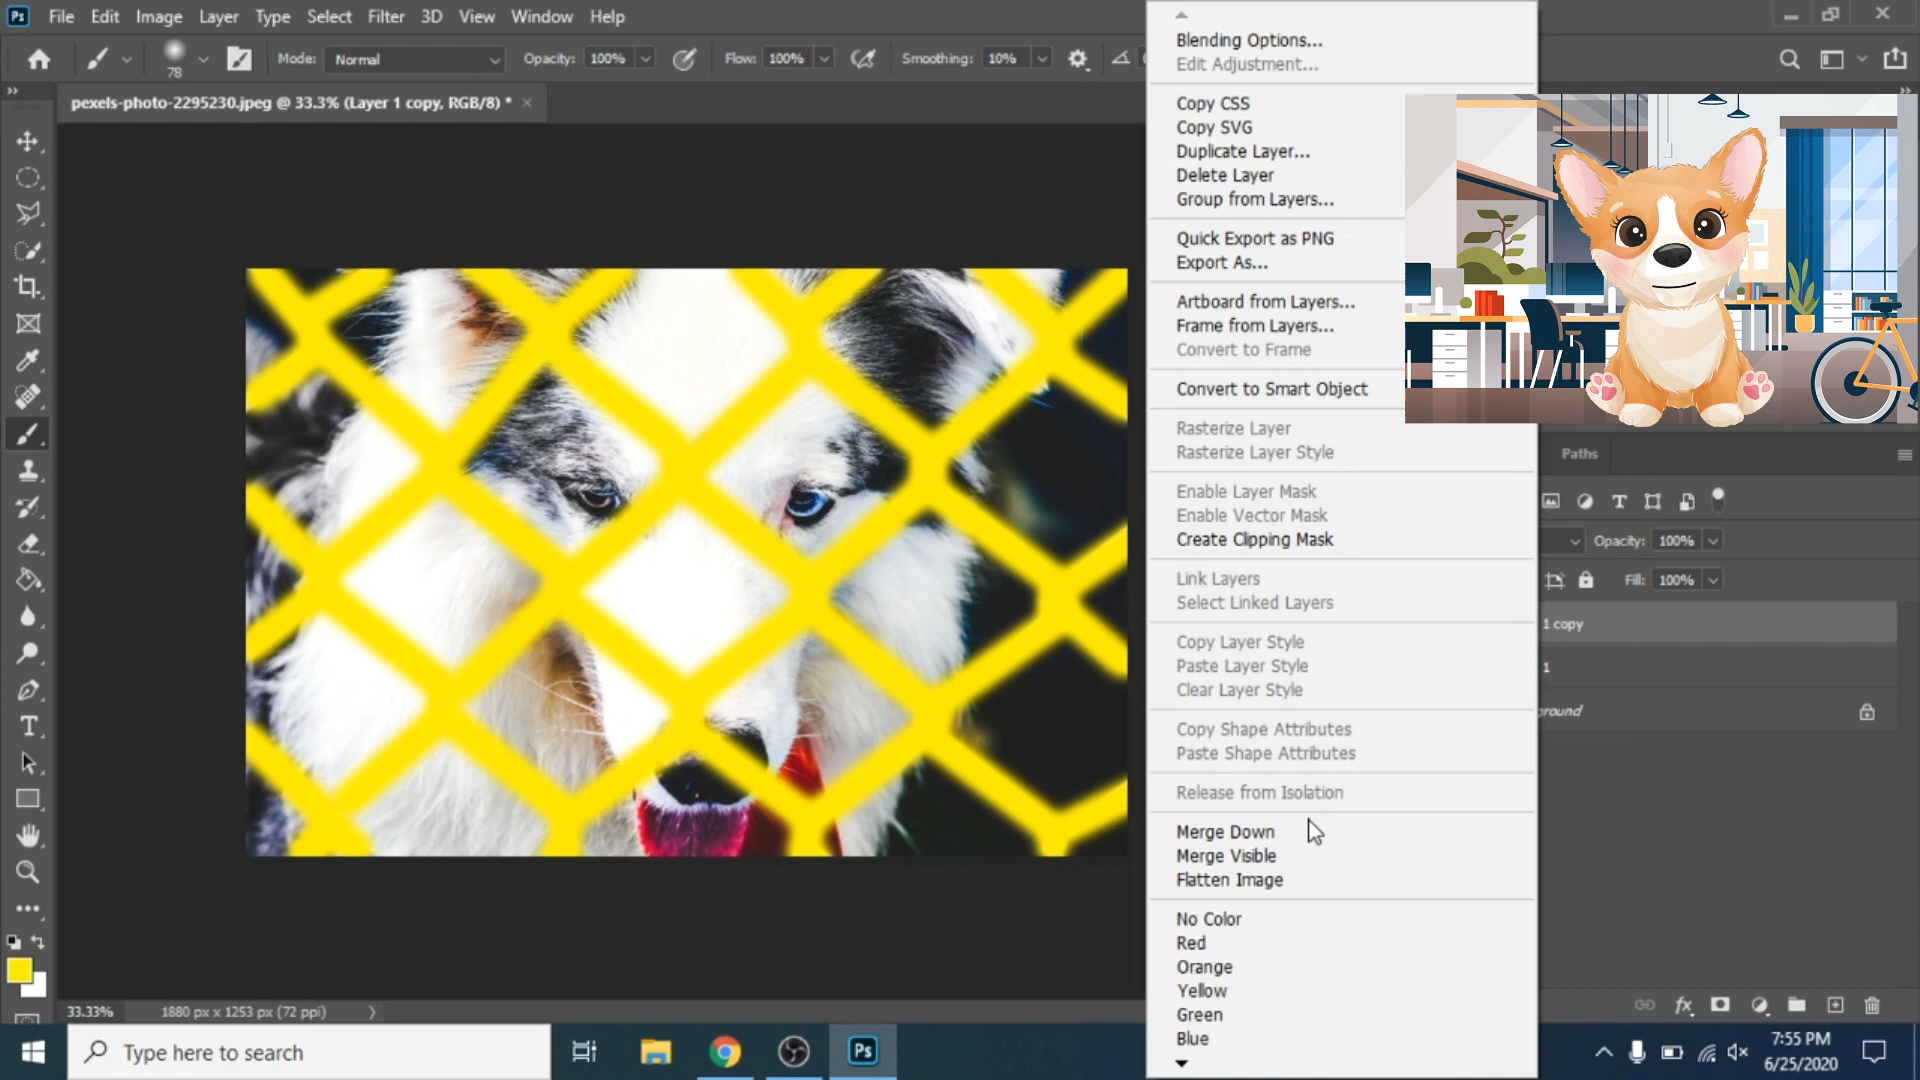 Ps File Edit Image Layer Type Select Filter 3D View Window Help
78 Mode: Normal Opacity: 100% Flow: 100% Smoothing: 10%
pexels-photo-2295230.jpeg @ 33.3% (Layer 1 copy, RGB/8) *
Blending Options...
Edit Adjustment...
Copy CSS
Copy SVG
Duplicate Layer...
Delete Layer
Group from Layers...
Quick Export as PNG
Export As...
Artboard from Layers...
Frame from Layers...
Convert to Frame
Convert to Smart Object
Rasterize Layer
Rasterize Layer Style
Enable Layer Mask
Enable Vector Mask
Create Clipping Mask
Link Layers
Select Linked Layers
Copy Layer Style
Paste Layer Style
Clear Layer Style
Copy Shape Attributes
Paste Shape Attributes
Release from Isolation
Merge Down
Merge Visible
Flatten Image
No Color
Red
Orange
Yellow
Green
Blue
Paths
Opacity: 100%
Fill: 100%
1 copy
1
ground
33.33% 1880 px x 1253 px (72 ppi)
Type here to search
Ps
7:55 PM
6/25/2020